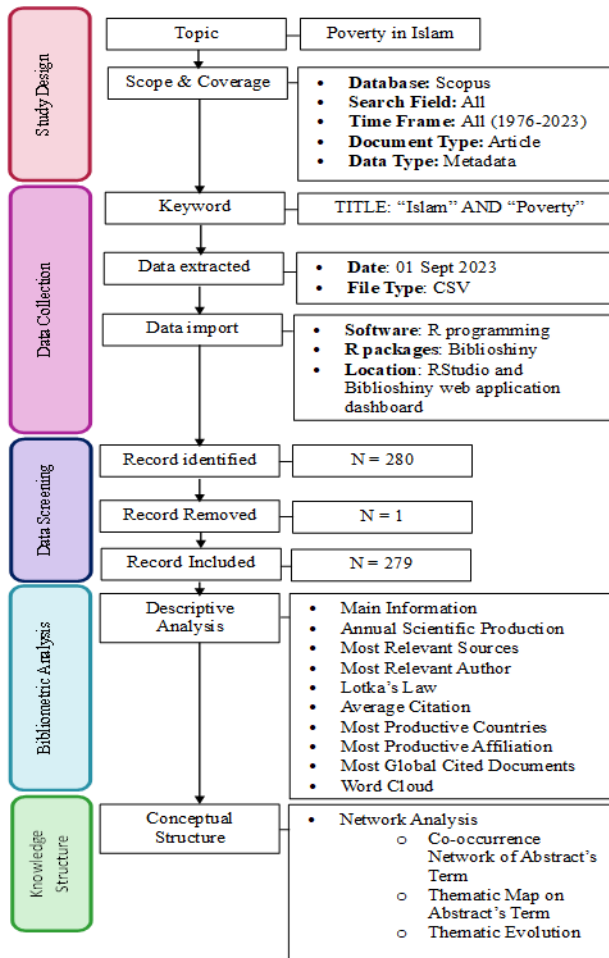 Study Design
Topic
Poverty in Islam
Scope & Coverage
• Database: Scopus
• Search Field: All
• Time Frame: All (1976-2023)
• Document Type: Article
• Data Type: Metadata
Data Collection
Keyword
TITLE: “Islam” AND “Poverty”
Data extracted
• Date: 01 Sept 2023
• File Type: CSV
Data import
• Software: R programming
• R packages: Biblioshiny
• Location: RStudio and
Biblioshiny web application
dashboard
Data Screening
Record identified
N = 280
Record Removed
N = 1
Record Included
N = 279
Bibliometric Analysis
Descriptive
Analysis
• Main Information
• Annual Scientific Production
• Most Relevant Sources
• Most Relevant Author
• Lotka’s Law
• Average Citation
• Most Productive Countries
• Most Productive Affiliation
• Most Global Cited Documents
• Word Cloud
Knowledge
Structure
Conceptual
Structure
• Network Analysis
o Co-occurrence
Network of Abstract’s
Term
o Thematic Map on
Abstract’s Term
o Thematic Evolution